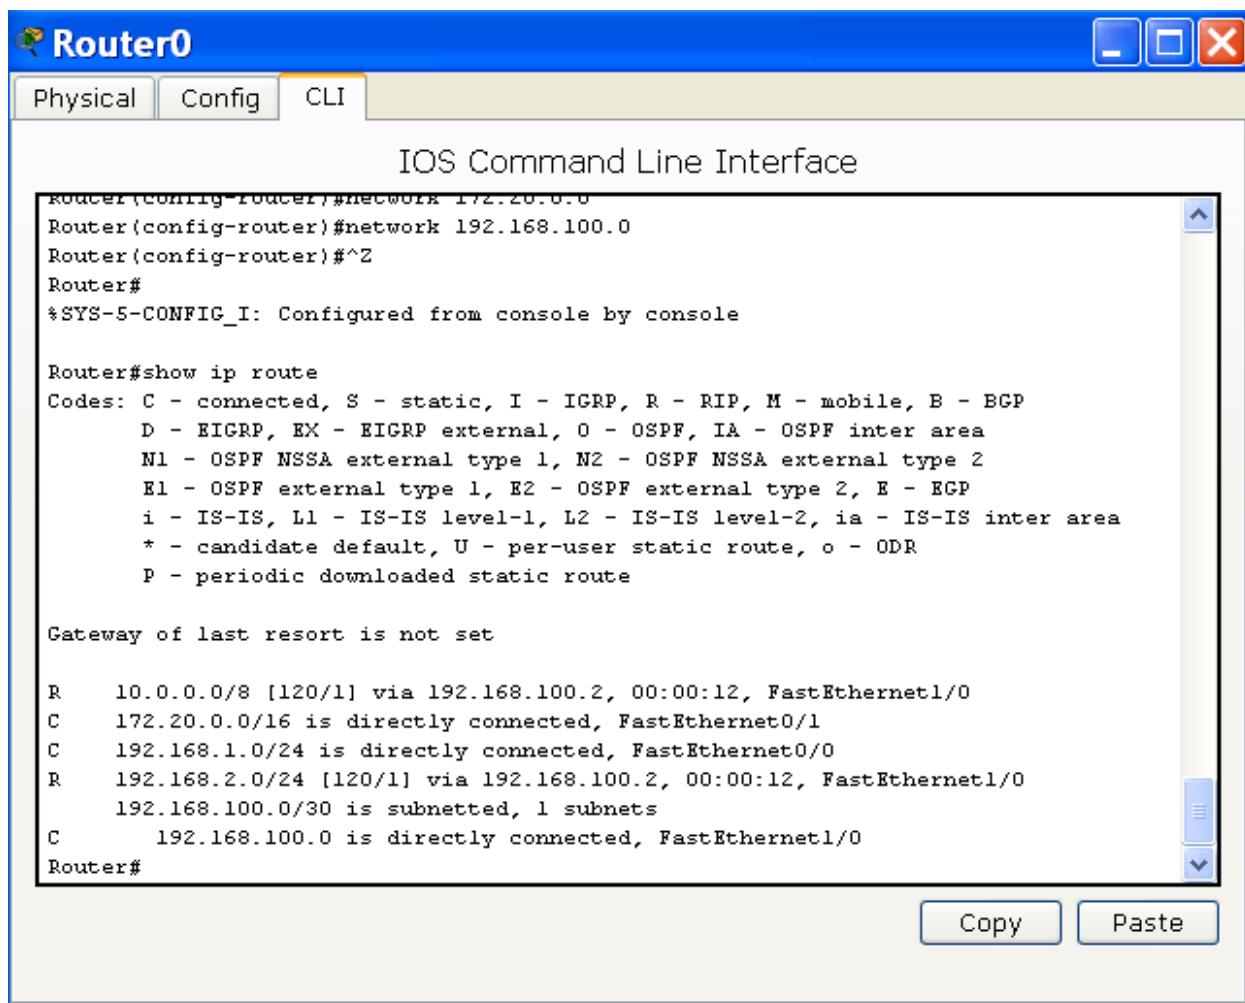 Router0
Physical Config CLI
IOS Command Line Interface
Router(config-router)#network 172.20.0.0
Router(config-router)#network 192.168.100.0
Router(config-router)#^Z
Router#
%SYS-5-CONFIG_I: Configured from console by console
Router#show ip route
Codes: C - connected, S - static, I - IGRP, R - RIP, M - mobile, B - BGP
D - EIGRP, EX - EIGRP external, O - OSPF, IA - OSPF inter area
N1 - OSPF NSSA external type 1, N2 - OSPF NSSA external type 2
E1 - OSPF external type 1, E2 - OSPF external type 2, E - EGP
i - IS-IS, L1 - IS-IS level-1, L2 - IS-IS level-2, ia - IS-IS inter area
* - candidate default, U - per-user static route, o - ODR
P - periodic downloaded static route
Gateway of last resort is not set
R 10.0.0.0/8 [120/1] via 192.168.100.2, 00:00:12, FastEthernet1/0
C 172.20.0.0/16 is directly connected, FastEthernet0/1
C 192.168.1.0/24 is directly connected, FastEthernet0/0
R 192.168.2.0/24 [120/1] via 192.168.100.2, 00:00:12, FastEthernet1/0
192.168.100.0/30 is subnetted, 1 subnets
C 192.168.100.0 is directly connected, FastEthernet1/0
Router#
Copy Paste